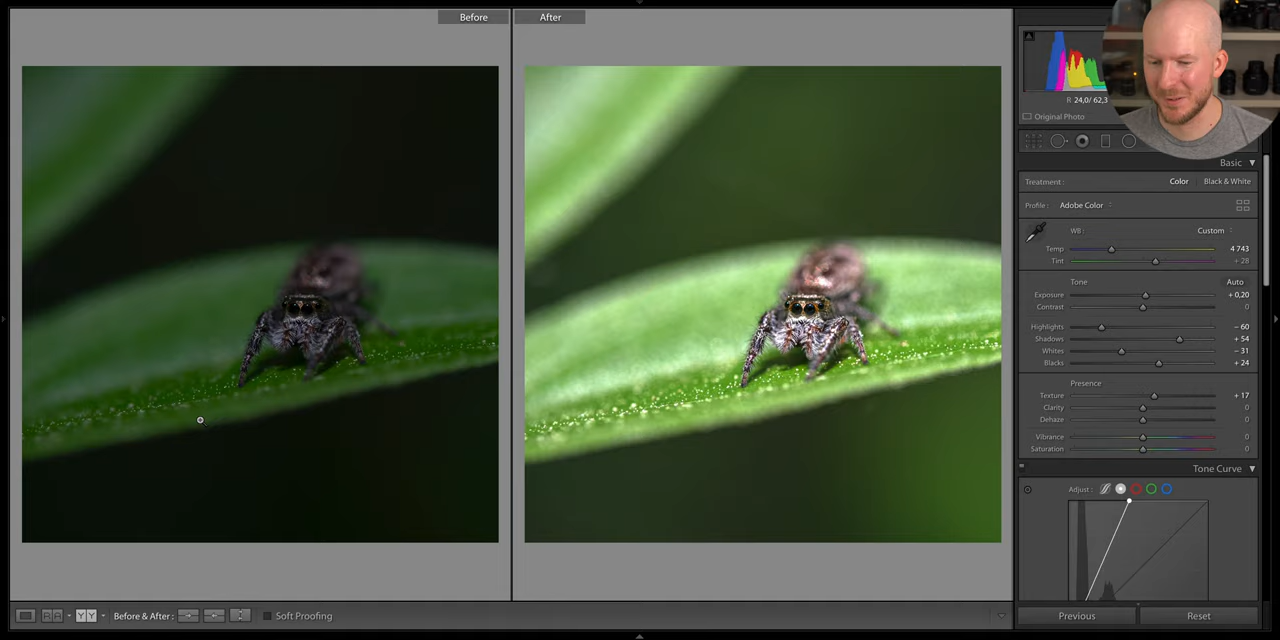 Before
After
R 24,0/ 62,3
Original Photo
Basic
Treatment : Color Black & White
Profile : Adobe Color
WB : Custom
Temp 4 743
Tint + 28
Tone Auto
Exposure + 0,20
Contrast 0
Highlights – 60
Shadows + 54
Whites – 31
Blacks + 24
Presence
Texture + 17
Clarity 0
Dehaze 0
Vibrance 0
Saturation 0
Tone Curve
Adjust :
Before & After : Soft Proofing
Previous Reset